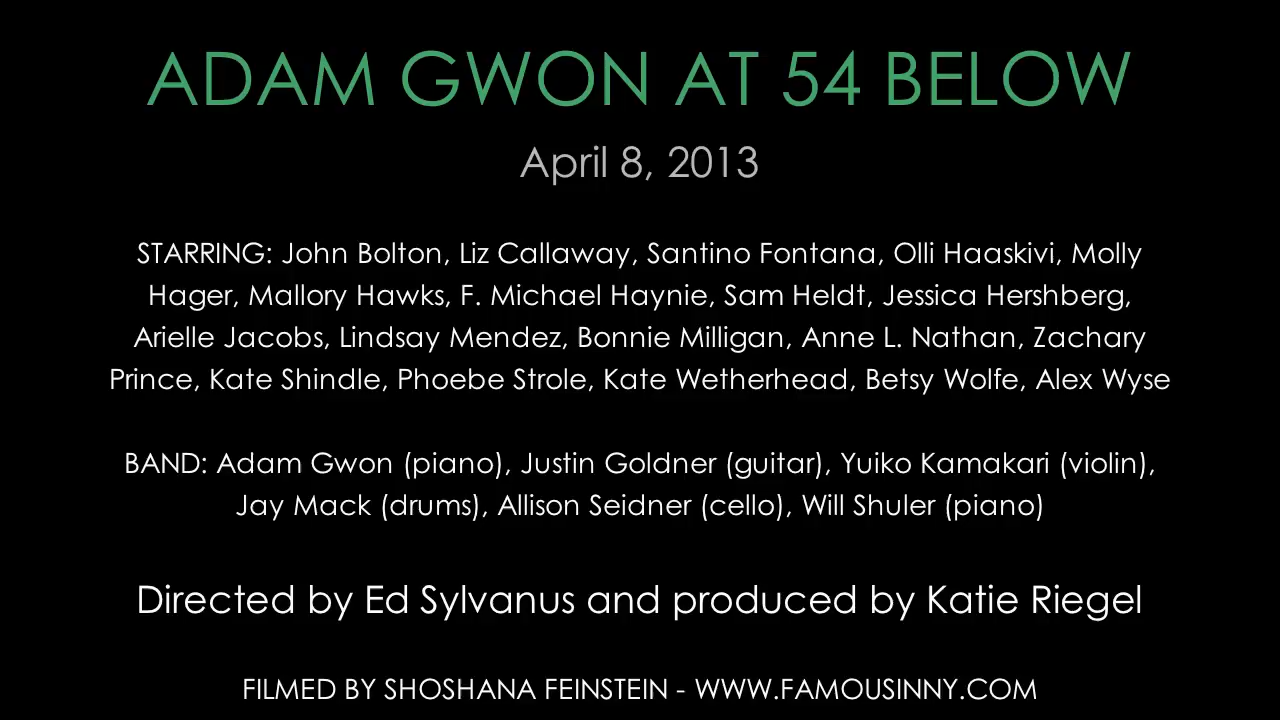 ADAM GWON AT 54 BELOW
April 8, 2013
STARRING: John Bolton, Liz Callaway, Santino Fontana, Olli Haaskivi, Molly
Hager, Mallory Hawks, F. Michael Haynie, Sam Heldt, Jessica Hershberg,
Arielle Jacobs, Lindsay Mendez, Bonnie Milligan, Anne L. Nathan, Zachary
Prince, Kate Shindle, Phoebe Strole, Kate Wetherhead, Betsy Wolfe, Alex Wyse
BAND: Adam Gwon (piano), Justin Goldner (guitar), Yuiko Kamakari (violin),
Jay Mack (drums), Allison Seidner (cello), Will Shuler (piano)
Directed by Ed Sylvanus and produced by Katie Riegel
FILMED BY SHOSHANA FEINSTEIN - WWW.FAMOUSINNY.COM